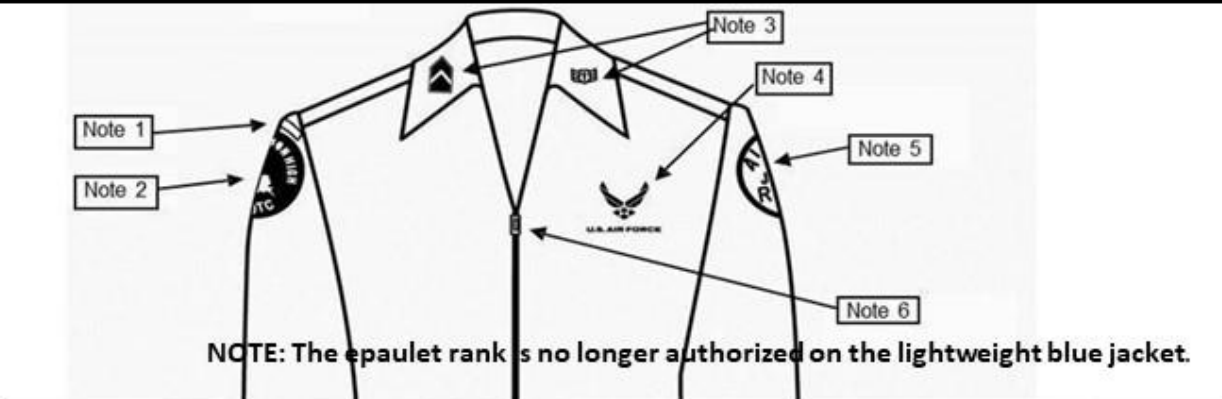 Note 3
Note 4
Note 1
Note 5
Note 2
OTC
U.S. AIR FORCE
Note 6
NOTE: The epaulet rank is no longer authorized on the lightweight blue jacket.